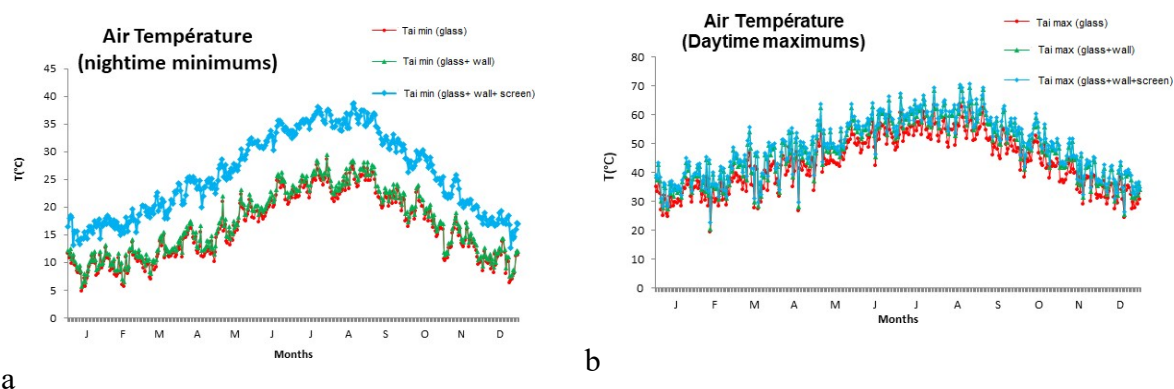 Air Température
(nightime minimums)
Tai min (glass)
Tai min (glass+ wall)
Tai min (glass+ wall+ screen)
T(°C)
45
40
35
30
25
20
15
10
5
0
J F M A A M J J A O N D
Months
a
Air Température
(Daytime maximums)
Tai max (glass)
Tai max (glass+wall)
Tai max (glass+wall+screen)
T(°C)
80
70
60
50
40
30
20
10
0
J F M A M J J A S O N D
Months
b